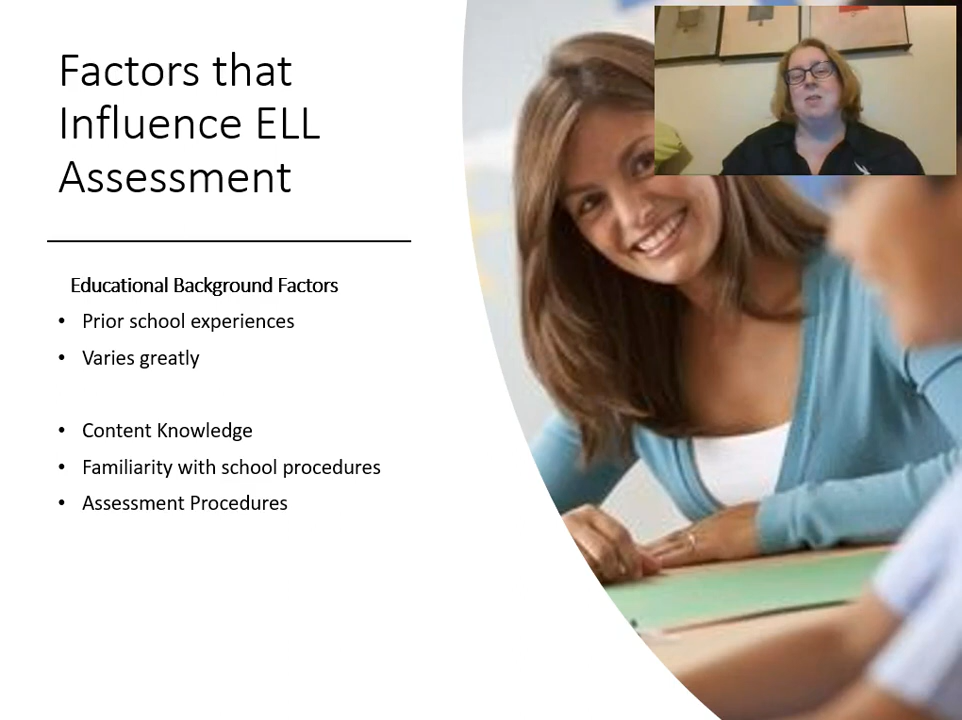 Factors that
Influence ELL
Assessment
Educational Background Factors
• Prior school experiences
• Varies greatly
• Content Knowledge
• Familiarity with school procedures
• Assessment Procedures